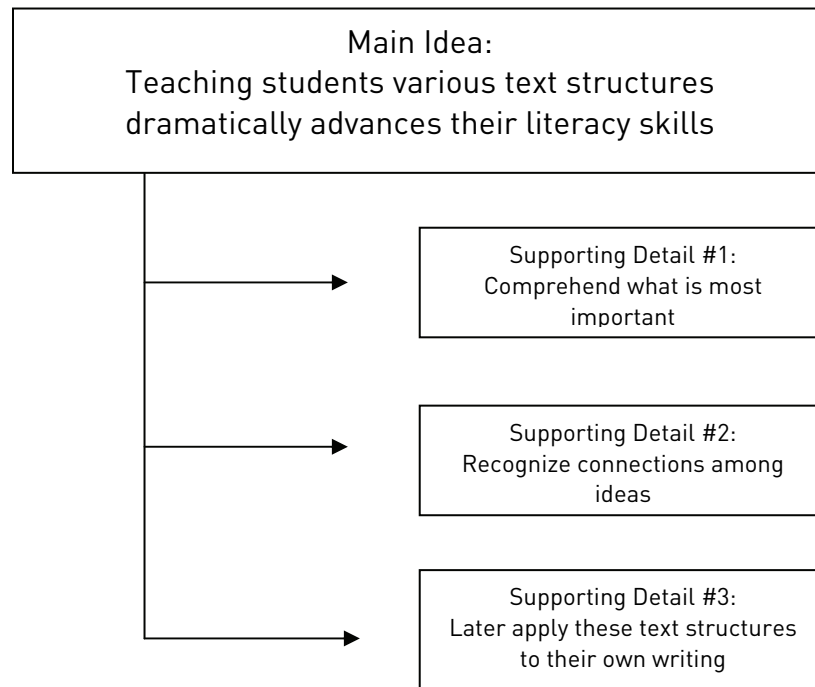 Main Idea:
Teaching students various text structures
dramatically advances their literacy skills
Supporting Detail #1:
Comprehend what is most
important
Supporting Detail #2:
Recognize connections among
ideas
Supporting Detail #3:
Later apply these text structures
to their own writing